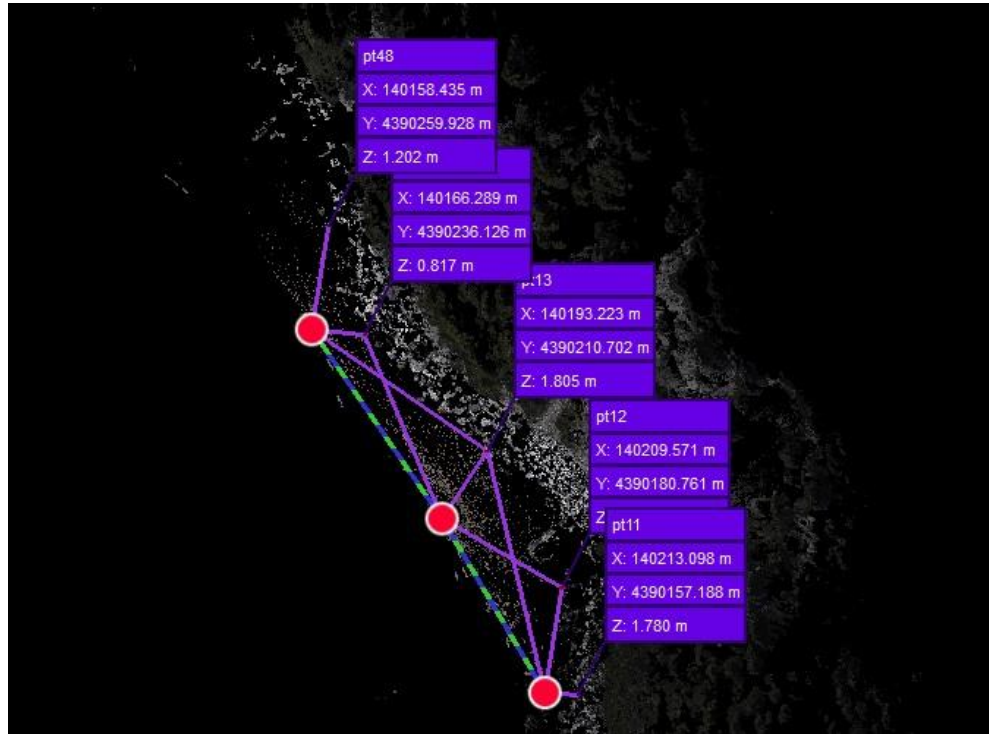 pt48
X: 140158.435 m
Y: 4390259.928 m
Z: 1.202 m
X: 140166.289 m
Y: 4390236.126 m
Z: 0.817 m
pt13
X: 140193.223 m
Y: 4390210.702 m
Z: 1.805 m
pt12
X: 140209.571 m
Y: 4390180.761 m
Z
pt11
X: 140213.098 m
Y: 4390157.188 m
Z: 1.780 m